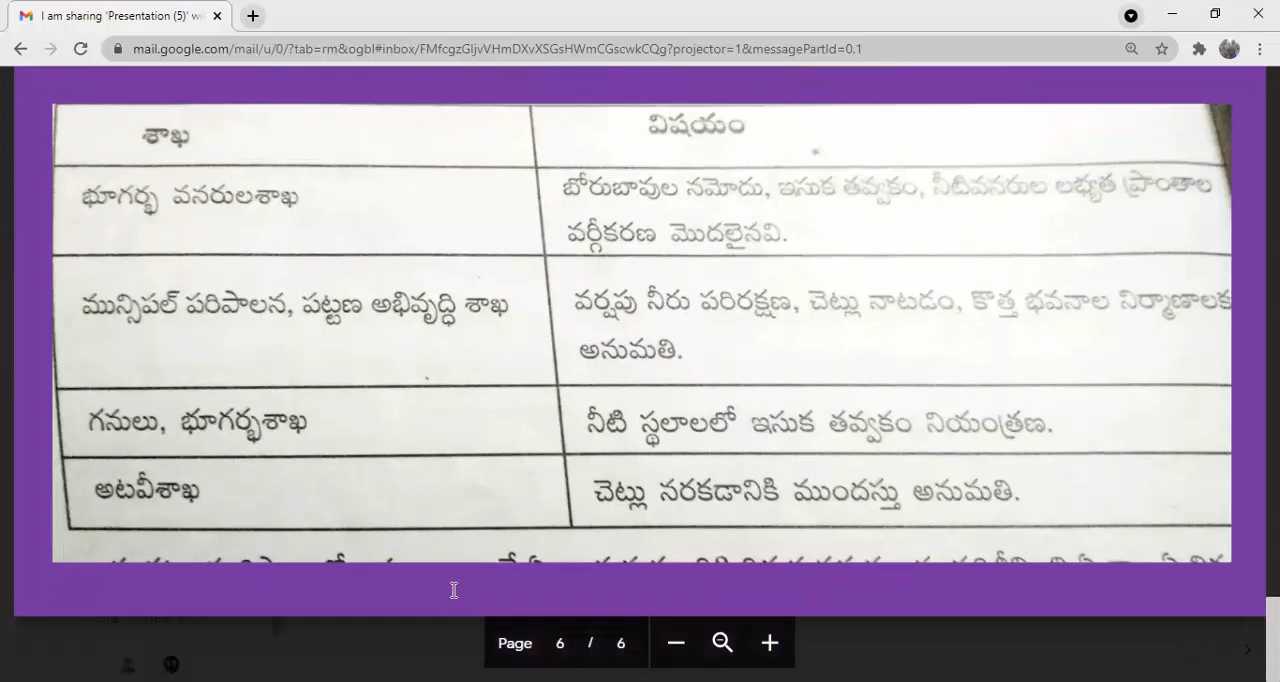 I am sharing 'Presentation (5)' wi
mail.google.com/mail/u/0/?tab=rm&ogbl#inbox/FMfcgzGljvVHmDXvXSGsHWmCGscwkCQg?projector=1&messagePartId=0.1
శాఖ
విషయం
భూగర్భ వనరులశాఖ
బోరుబావుల నమోదు, ఇసుక తవ్వకం, నీటివనరుల లభ్యత ప్రాంతాల
వర్గీకరణ మొదలైనవి.
మున్సిపల్ పరిపాలన, పట్టణ అభివృద్ధి శాఖ
వర్షపు నీరు పరిరక్షణ, చెట్లు నాటడం, కొత్త భవనాల నిర్మాణాలక
అనుమతి.
గనులు, భూగర్భశాఖ
నీటి స్థలాలలో ఇసుక తవ్వకం నియంత్రణ.
అటవీశాఖ
చెట్లు నరకడానికి ముందస్తు అనుమతి.
Page 6 / 6